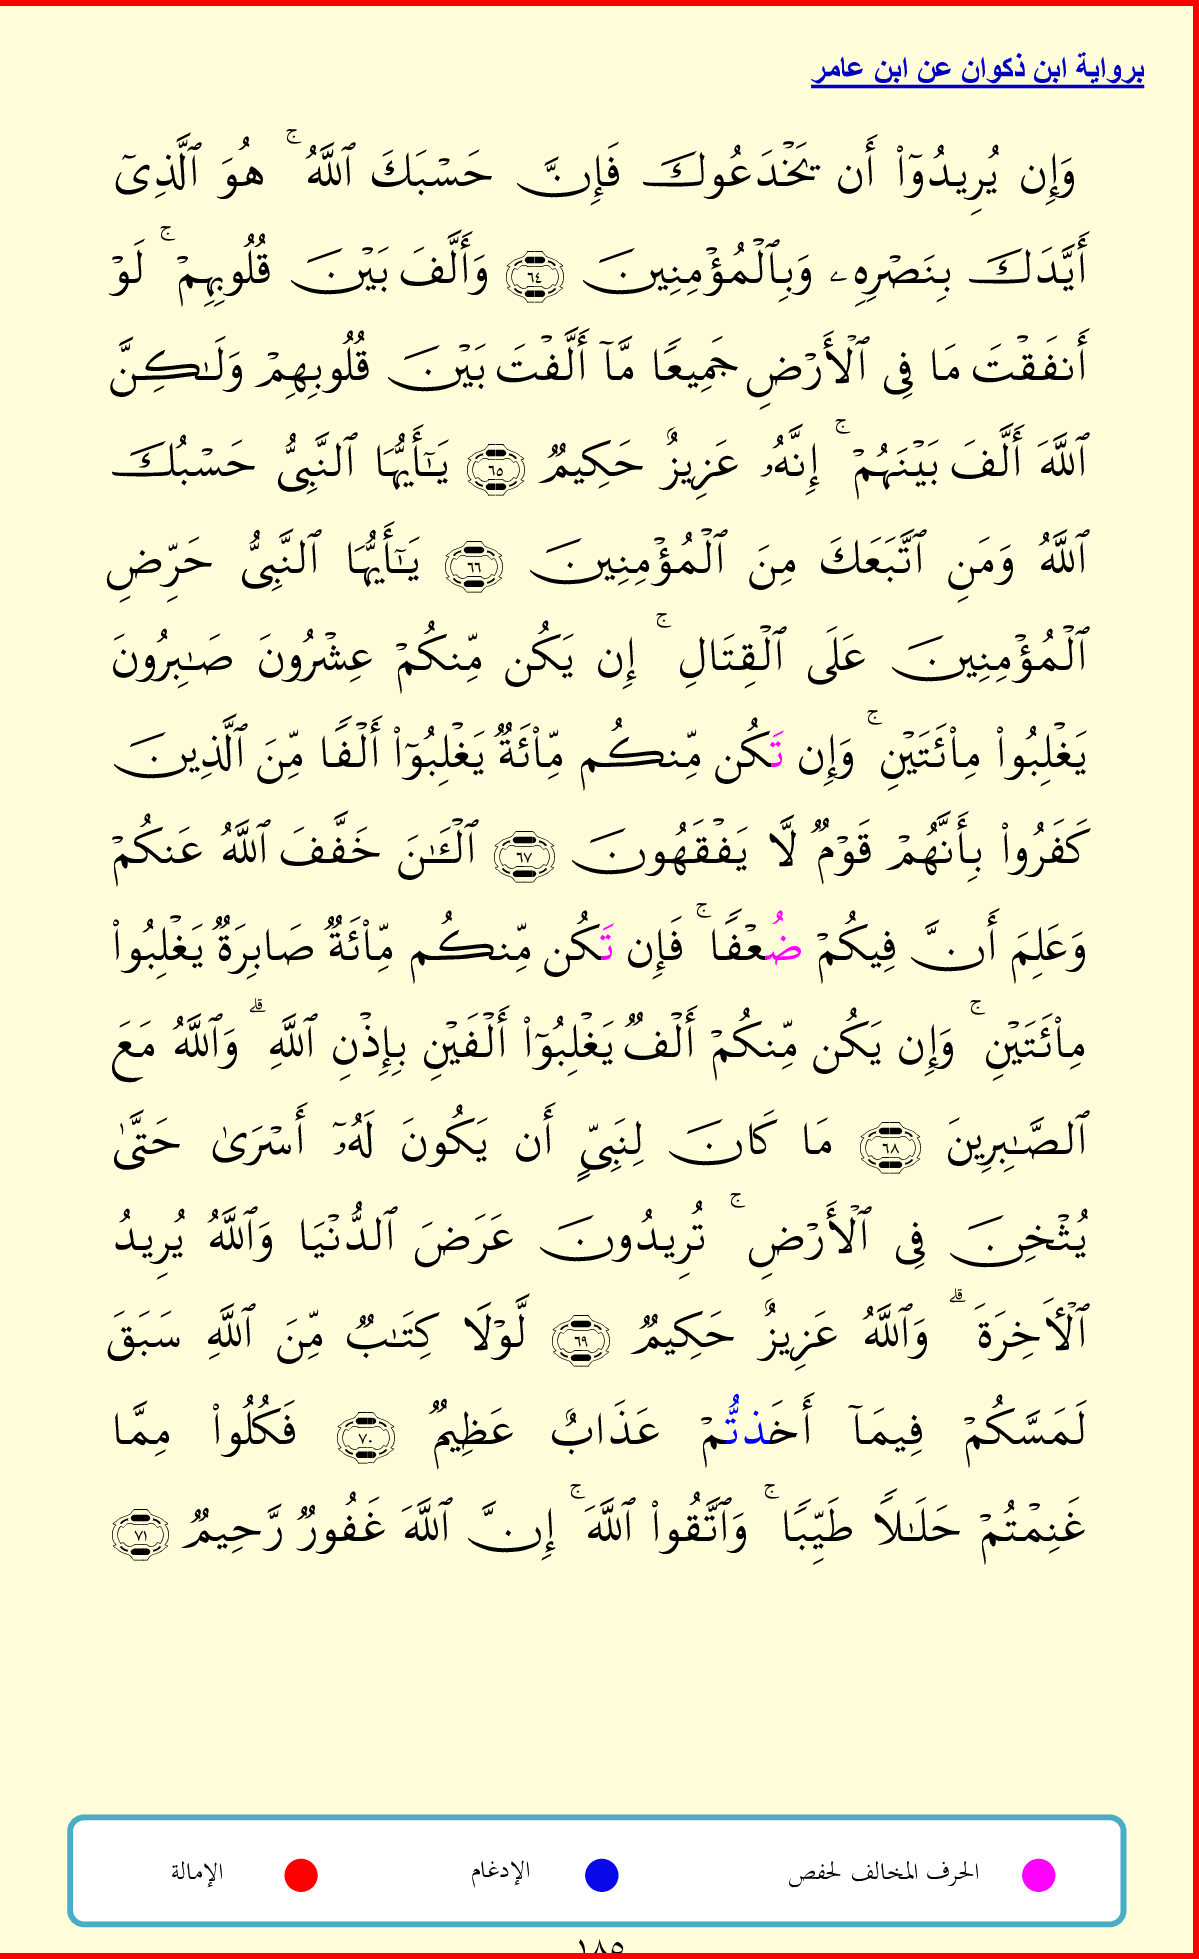 برواية ابن ذكوان عن ابن عامر
وَإِن يُرِيدُوٓا۟ أَن يَخْدَعُوكَ فَإِنَّ حَسْبَكَ ٱللَّهُ ۚ هُوَ ٱلَّذِىٓ
أَيَّدَكَ بِنَصْرِهِۦ وَبِٱلْمُؤْمِنِينَ ٦٤ وَأَلَّفَ بَيْنَ قُلُوبِهِمْ ۚ لَوْ
أَنفَقْتَ مَا فِى ٱلْأَرْضِ جَمِيعًا مَّآ أَلَّفْتَ بَيْنَ قُلُوبِهِمْ وَلَـٰكِنَّ
ٱللَّهَ أَلَّفَ بَيْنَهُمْ ۚ إِنَّهُۥ عَزِيزٌ حَكِيمٌ ٦٥ يَـٰٓأَيُّهَا ٱلنَّبِىُّ حَسْبُكَ
ٱللَّهُ وَمَنِ ٱتَّبَعَكَ مِنَ ٱلْمُؤْمِنِينَ ٦٦ يَـٰٓأَيُّهَا ٱلنَّبِىُّ حَرِّضِ
ٱلْمُؤْمِنِينَ عَلَى ٱلْقِتَالِ ۚ إِن يَكُن مِّنكُمْ عِشْرُونَ صَـٰبِرُونَ
يَغْلِبُوا۟ مِا۟ئَتَيْنِ ۚ وَإِن تَكُن مِّنكُم مِّا۟ئَةٌ يَغْلِبُوٓا۟ أَلْفًا مِّنَ ٱلَّذِينَ
كَفَرُوا۟ بِأَنَّهُمْ قَوْمٌ لَّا يَفْقَهُونَ ٦٧ ٱلْـَٔـٰنَ خَفَّفَ ٱللَّهُ عَنكُمْ
وَعَلِمَ أَنَّ فِيكُمْ ضُعْفًا ۚ فَإِن تَكُن مِّنكُم مِّا۟ئَةٌ صَابِرَةٌ يَغْلِبُوا۟
مِا۟ئَتَيْنِ ۚ وَإِن يَكُن مِّنكُمْ أَلْفٌ يَغْلِبُوٓا۟ أَلْفَيْنِ بِإِذْنِ ٱللَّهِ ۗ وَٱللَّهُ مَعَ
ٱلصَّـٰبِرِينَ ٦٨ مَا كَانَ لِنَبِىٍّ أَن يَكُونَ لَهُۥٓ أَسْرَىٰ حَتَّىٰ
يُثْخِنَ فِى ٱلْأَرْضِ ۚ تُرِيدُونَ عَرَضَ ٱلدُّنْيَا وَٱللَّهُ يُرِيدُ
ٱلْأَخِرَةَ ۗ وَٱللَّهُ عَزِيزٌ حَكِيمٌ ٦٩ لَّوْلَا كِتَـٰبٌ مِّنَ ٱللَّهِ سَبَقَ
لَمَسَّكُمْ فِيمَآ أَخَذتُّمْ عَذَابٌ عَظِيمٌ ٧٠ فَكُلُوا۟ مِمَّا
غَنِمْتُمْ حَلَـٰلًا طَيِّبًا ۚ وَٱتَّقُوا۟ ٱللَّهَ ۚ إِنَّ ٱللَّهَ غَفُورٌ رَّحِيمٌ ٧١
الحرف المخالف لحفص الإدغام الإمالة
١٨٥